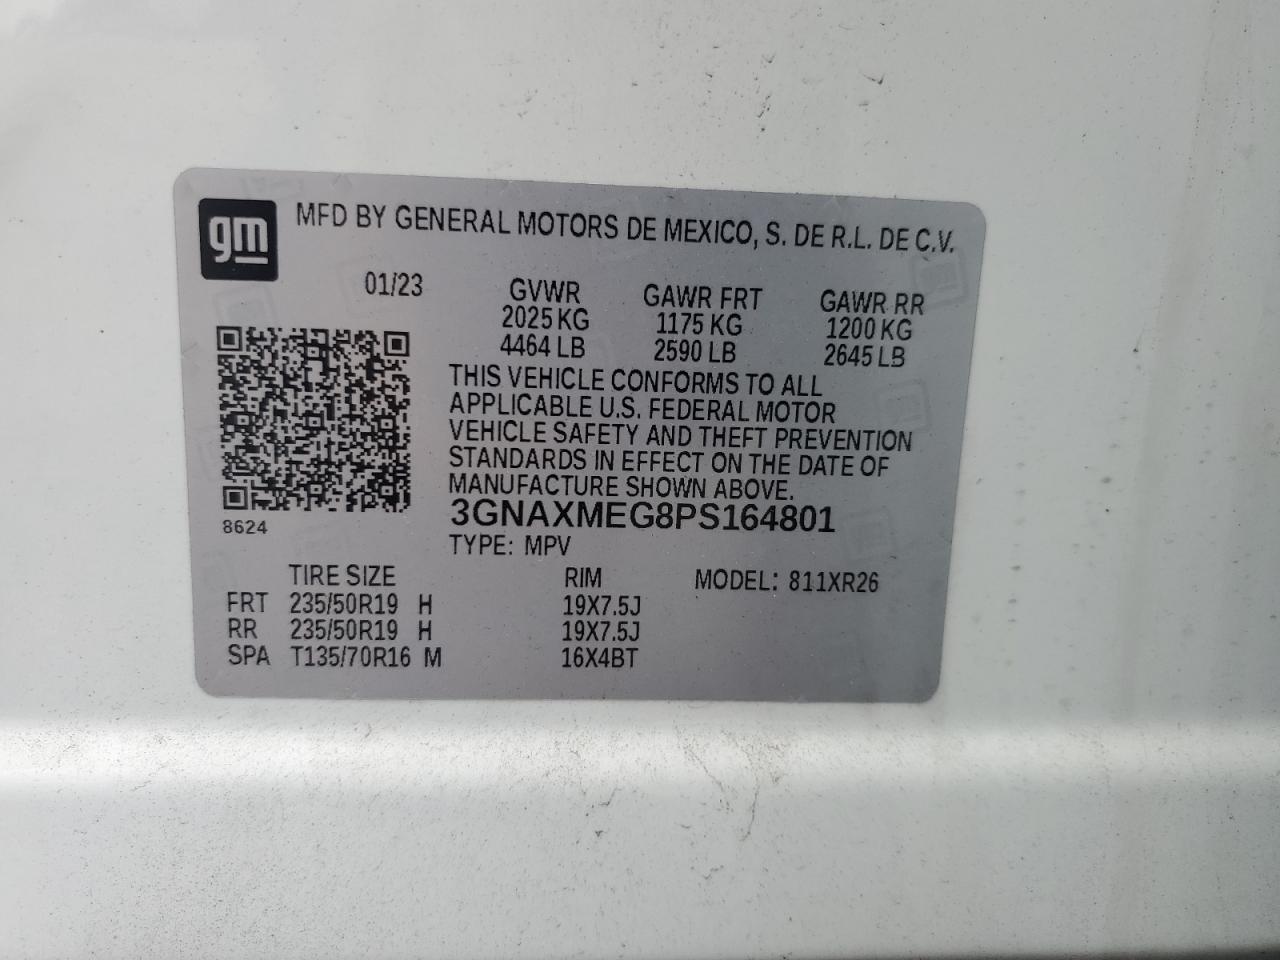 gm
MFD BY GENERAL MOTORS DE MEXICO, S. DE R.L. DE C.V.
01/23 GVWR GAWR FRT GAWR RR
2025 KG 1175 KG 1200 KG
4464 LB 2590 LB 2645 LB
THIS VEHICLE CONFORMS TO ALL
APPLICABLE U.S. FEDERAL MOTOR
VEHICLE SAFETY AND THEFT PREVENTION
STANDARDS IN EFFECT ON THE DATE OF
MANUFACTURE SHOWN ABOVE.
8624
3GNAXMEG8PS164801
TYPE: MPV
TIRE SIZE RIM MODEL: 811XR26
FRT 235/50R19 H 19X7.5J
RR 235/50R19 H 19X7.5J
SPA T135/70R16 M 16X4BT